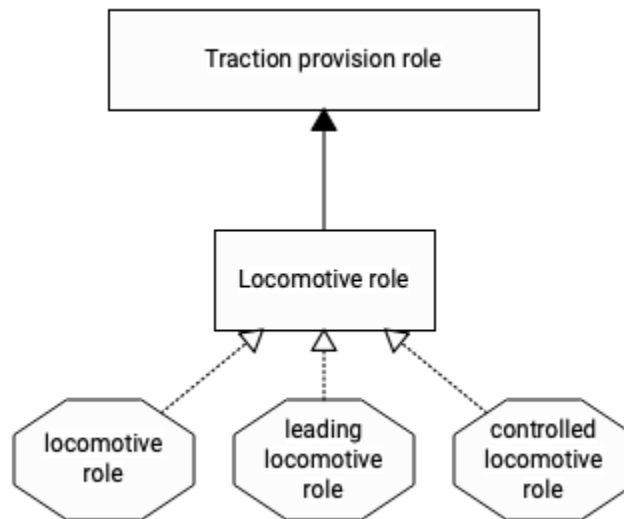 Traction provision role
Locomotive role
locomotive
role
leading
locomotive
role
controlled
locomotive
role